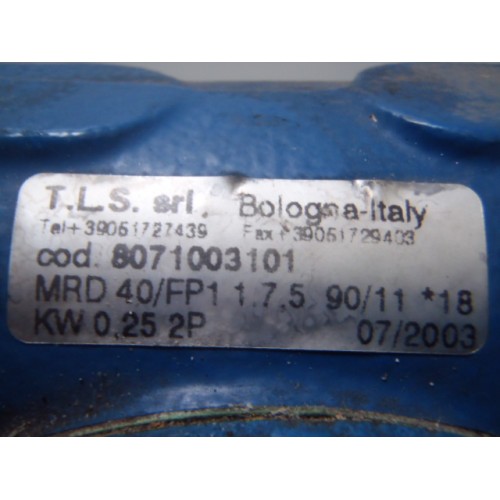 T.L.S. srl. Bologna-Italy
Tel+39051727439 Fax+39051729403
cod. 8071003101
MRD 40/FP1 1.7,5 90/11 *18
KW 0,25 2P 07/2003